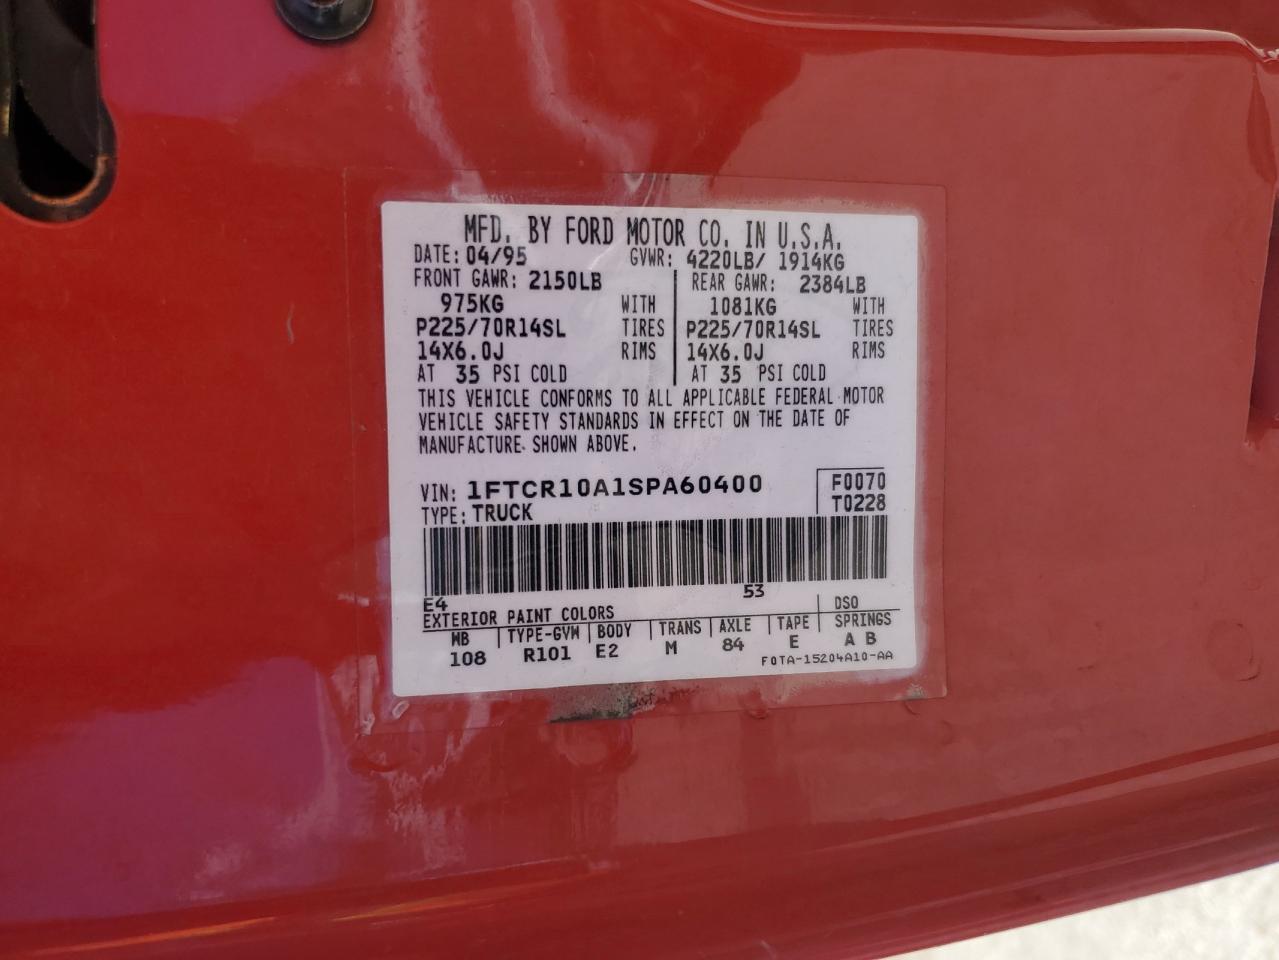 MFD. BY FORD MOTOR CO. IN U.S.A.
DATE: 04/95 GVWR: 4220LB/ 1914KG
FRONT GAWR: 2150LB REAR GAWR: 2384LB
975KG WITH 1081KG WITH
P225/70R14SL TIRES P225/70R14SL TIRES
14X6.0J RIMS 14X6.0J RIMS
AT 35 PSI COLD AT 35 PSI COLD
THIS VEHICLE CONFORMS TO ALL APPLICABLE FEDERAL MOTOR
VEHICLE SAFETY STANDARDS IN EFFECT ON THE DATE OF
MANUFACTURE SHOWN ABOVE.
VIN: 1FTCR10A1SPA60400 F0070
TYPE: TRUCK T0228
E4 53
EXTERIOR PAINT COLORS DSO
WB TYPE-GVW BODY TRANS AXLE TAPE SPRINGS
108 R101 E2 M 84 E A B
F0TA-15204A10-AA